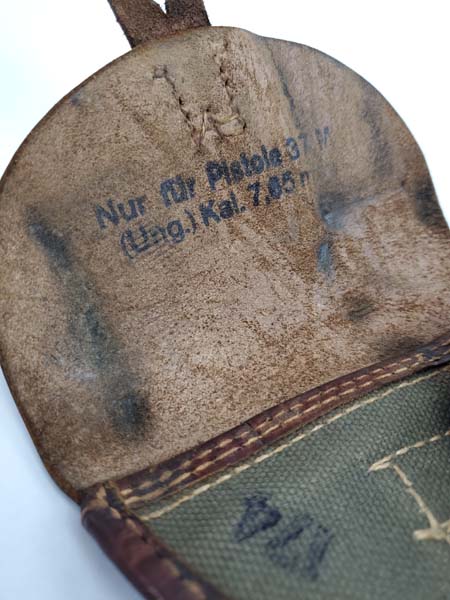 Nur für Pistole 37 M
(Ung.) Kal. 7,65 m